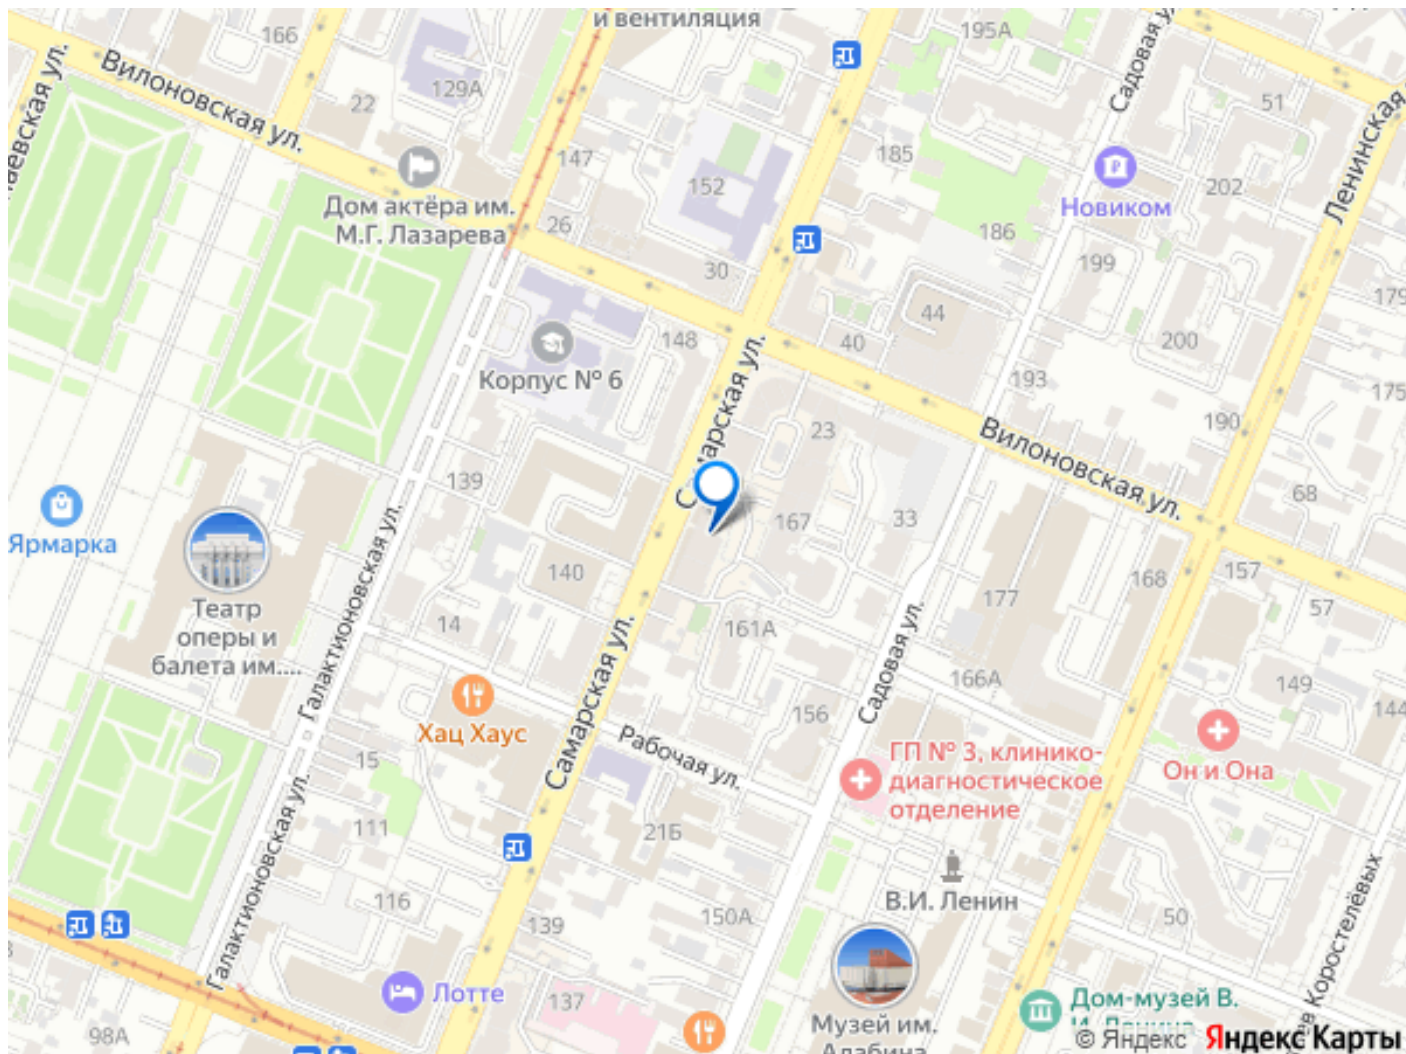 и вентиляция
166
195А
Садовая ул.
Вилоновская ул.
129А
22
51
Ленинская
147
185
152
202
Дом актёра им.
М.Г. Лазарева
Новиком
26
186
30
199
179
44
148
40
200
Корпус № 6
193
175
Самарская ул.
190
23
Вилоновская ул.
139
68
33
167
Ярмарка
140
168
157
177
57
Театр
оперы и
балета им....
Галактионовская ул.
14
161А
Садовая ул.
166А
149
144
156
Самарская ул.
Хац Хаус
Рабочая ул.
15
ГП № 3, клинико-
диагностическое
отделение
Он и Она
111
21Б
Галактионовская ул.
116
139
150А
В.И. Ленин
50
Лотте
137
98А
Музей им.
Алабина
Дом-музей В.
И. Ленина
в Коростелёвых
© Яндекс Яндекс Карты